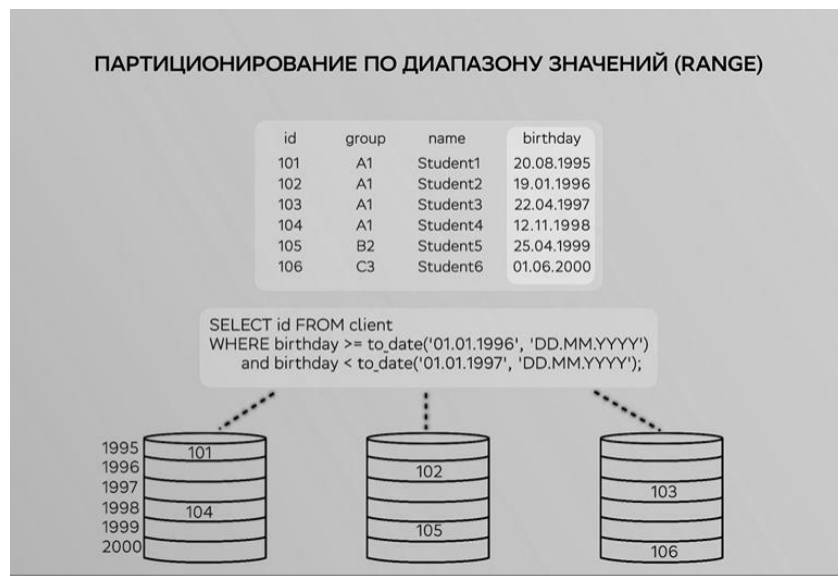 ПАРТИЦИОНИРОВАНИЕ ПО ДИАПАЗОНУ ЗНАЧЕНИЙ (RANGE)
id group name birthday
101 A1 Student1 20.08.1995
102 A1 Student2 19.01.1996
103 A1 Student3 22.04.1997
104 A1 Student4 12.11.1998
105 B2 Student5 25.04.1999
106 C3 Student6 01.06.2000
SELECT id FROM client
WHERE birthday >= to_date('01.01.1996', 'DD.MM.YYYY')
and birthday < to_date('01.01.1997', 'DD.MM.YYYY');
1995 101
1996 102
1997 103
1998 104
1999 105
2000 106